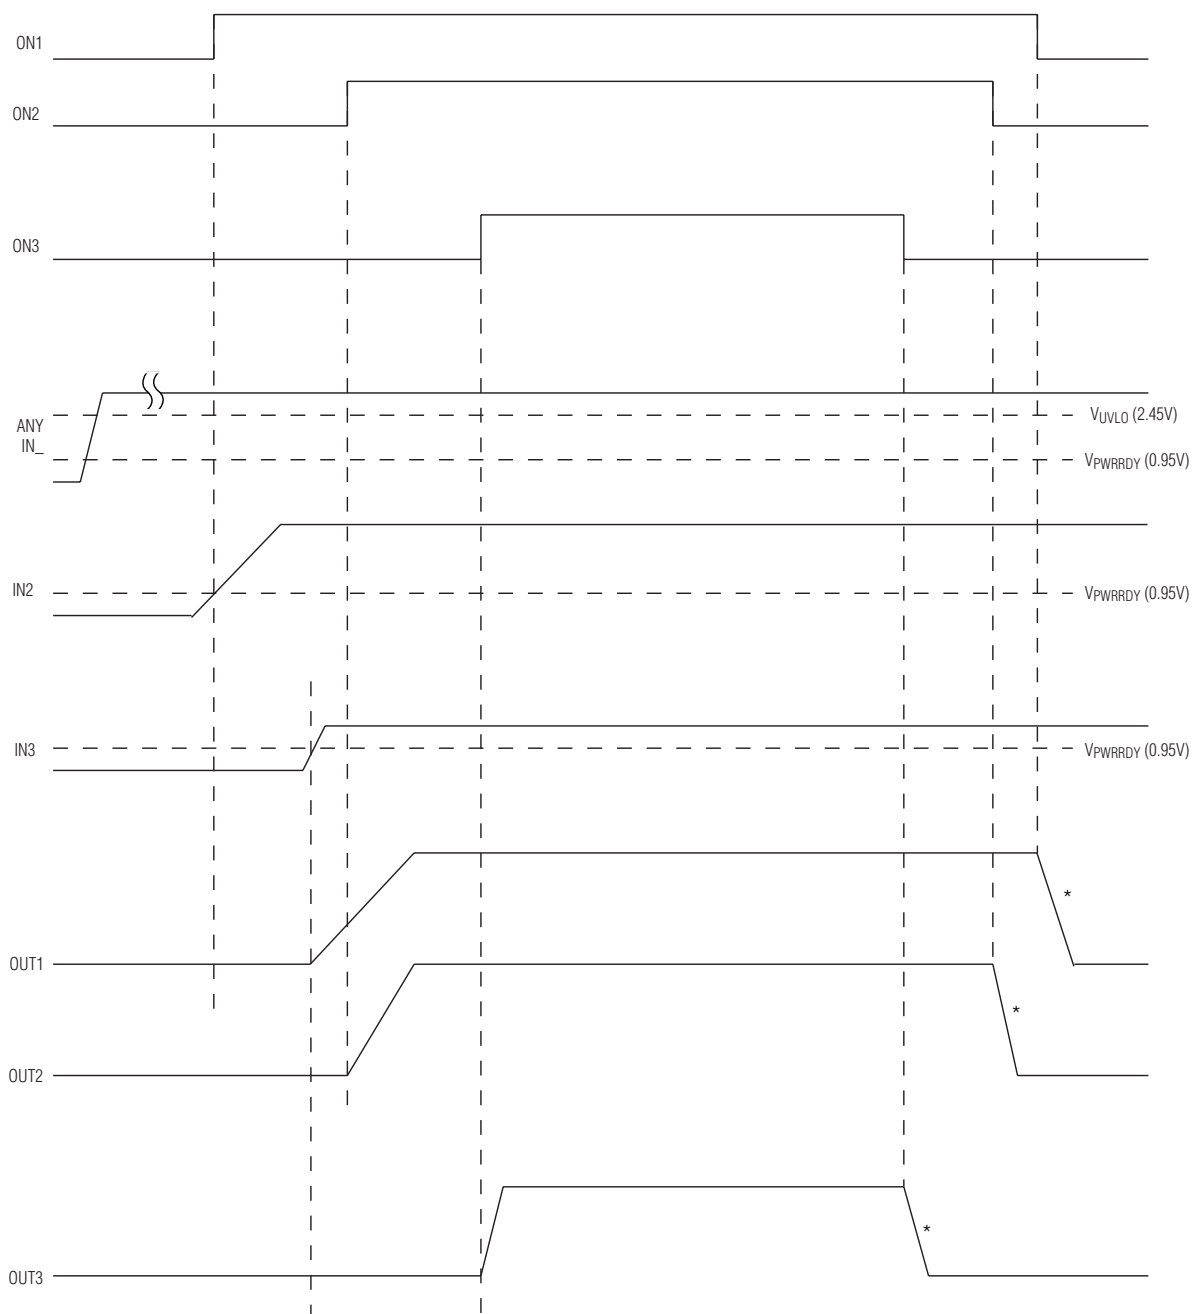 ON1
ON2
ON3
ANY
IN_
VUVLO (2.45V)
VPWRRDY (0.95V)
IN2
VPWRRDY (0.95V)
IN3
VPWRRDY (0.95V)
*
OUT1
*
OUT2
*
OUT3